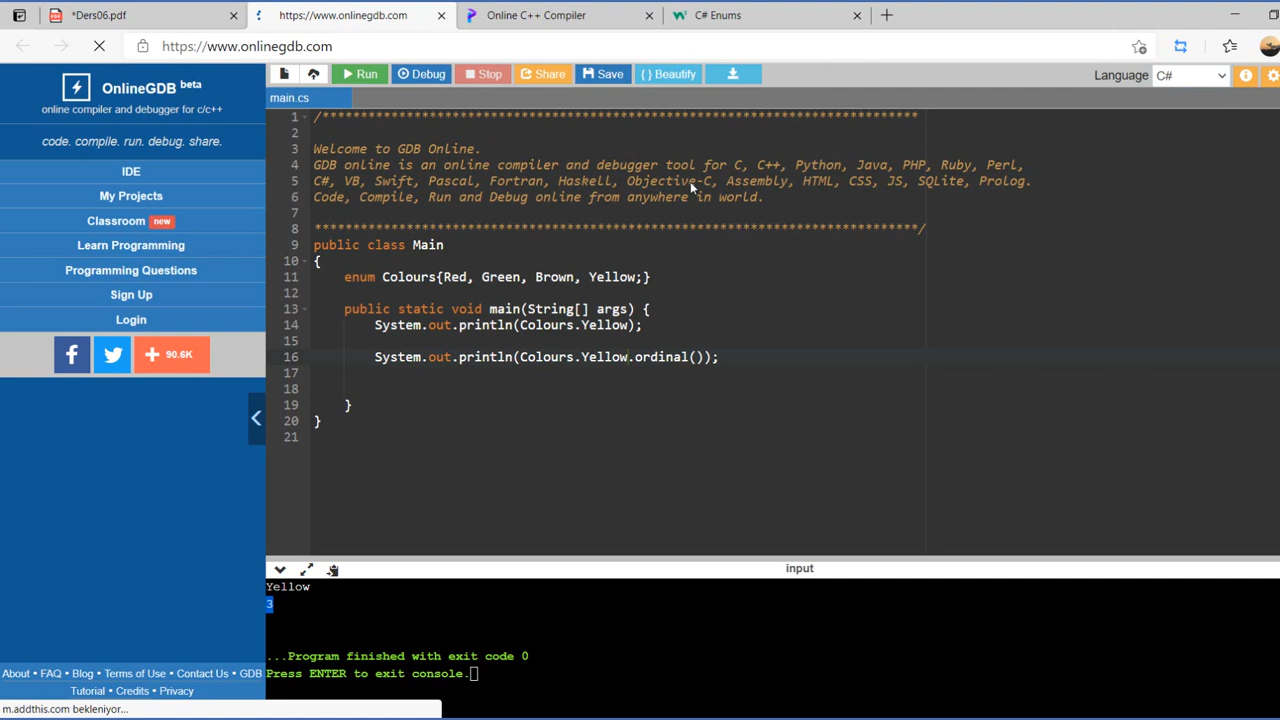 *Ders06.pdf
https://www.onlinegdb.com
Online C++ Compiler
C# Enums
https://www.onlinegdb.com
OnlineGDB beta
online compiler and debugger for c/c++
code. compile. run. debug. share.
IDE
My Projects
Classroom new
Learn Programming
Programming Questions
Sign Up
Login
90.6K
About • FAQ • Blog • Terms of Use • Contact Us • GDB
Tutorial • Credits • Privacy
m.addthis.com bekleniyor...
Run
Debug
Stop
Share
Save
{ } Beautify
Language C#
main.cs
1 /******************************************************************************
2
3 Welcome to GDB Online.
4 GDB online is an online compiler and debugger tool for C, C++, Python, Java, PHP, Ruby, Perl,
5 C#, VB, Swift, Pascal, Fortran, Haskell, Objective-C, Assembly, HTML, CSS, JS, SQLite, Prolog.
6 Code, Compile, Run and Debug online from anywhere in world.
7
8 *******************************************************************************/
9 public class Main
10 {
11 enum Colours{Red, Green, Brown, Yellow;}
12
13 public static void main(String[] args) {
14 System.out.println(Colours.Yellow);
15
16 System.out.println(Colours.Yellow.ordinal());
17
18
19 }
20 }
21
input
Yellow
3
...Program finished with exit code 0
Press ENTER to exit console.